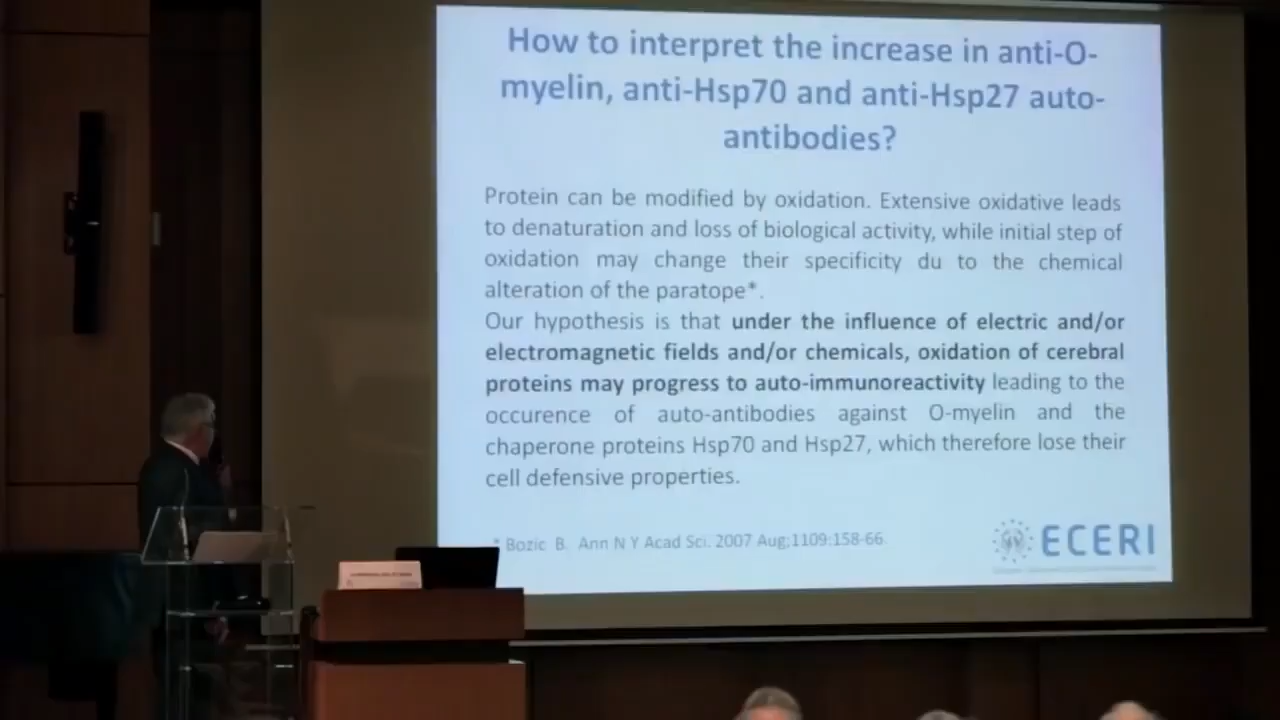 How to interpret the increase in anti-O-
myelin, anti-Hsp70 and anti-Hsp27 auto-
antibodies?
Protein can be modified by oxidation. Extensive oxidative leads
to denaturation and loss of biological activity, while initial step of
oxidation may change their specificity du to the chemical
alteration of the paratope*.
Our hypothesis is that under the influence of electric and/or
electromagnetic fields and/or chemicals, oxidation of cerebral
proteins may progress to auto-immunoreactivity leading to the
occurence of auto-antibodies against O-myelin and the
chaperone proteins Hsp70 and Hsp27, which therefore lose their
cell defensive properties.
* Bozic B. Ann N Y Acad Sci. 2007 Aug;1109:158-66.
ECERI